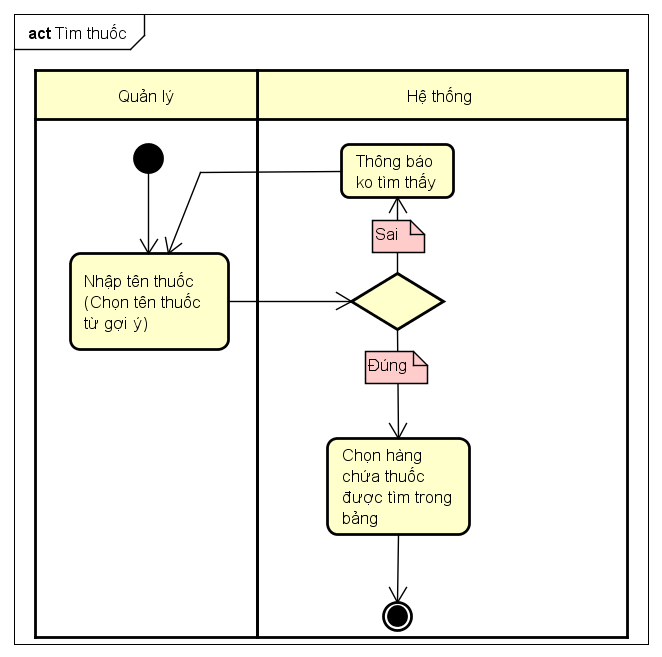 act Tìm thuốc
Quản lý
Hệ thống
Thông báo
ko tìm thấy
Sai
Nhập tên thuốc
(Chọn tên thuốc
từ gợi ý)
Đúng
Chọn hàng
chứa thuốc
được tìm trong
bảng